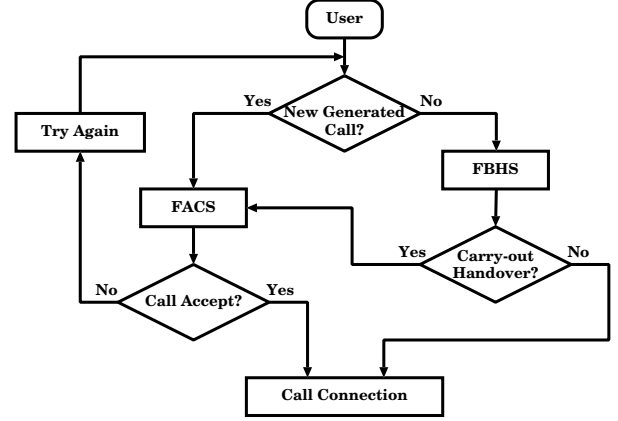 User
Yes
No
New Generated
Call?
Try Again
FBHS
FACS
Yes
Carry-out
Handover?
No
No
Call Accept?
Yes
Call Connection